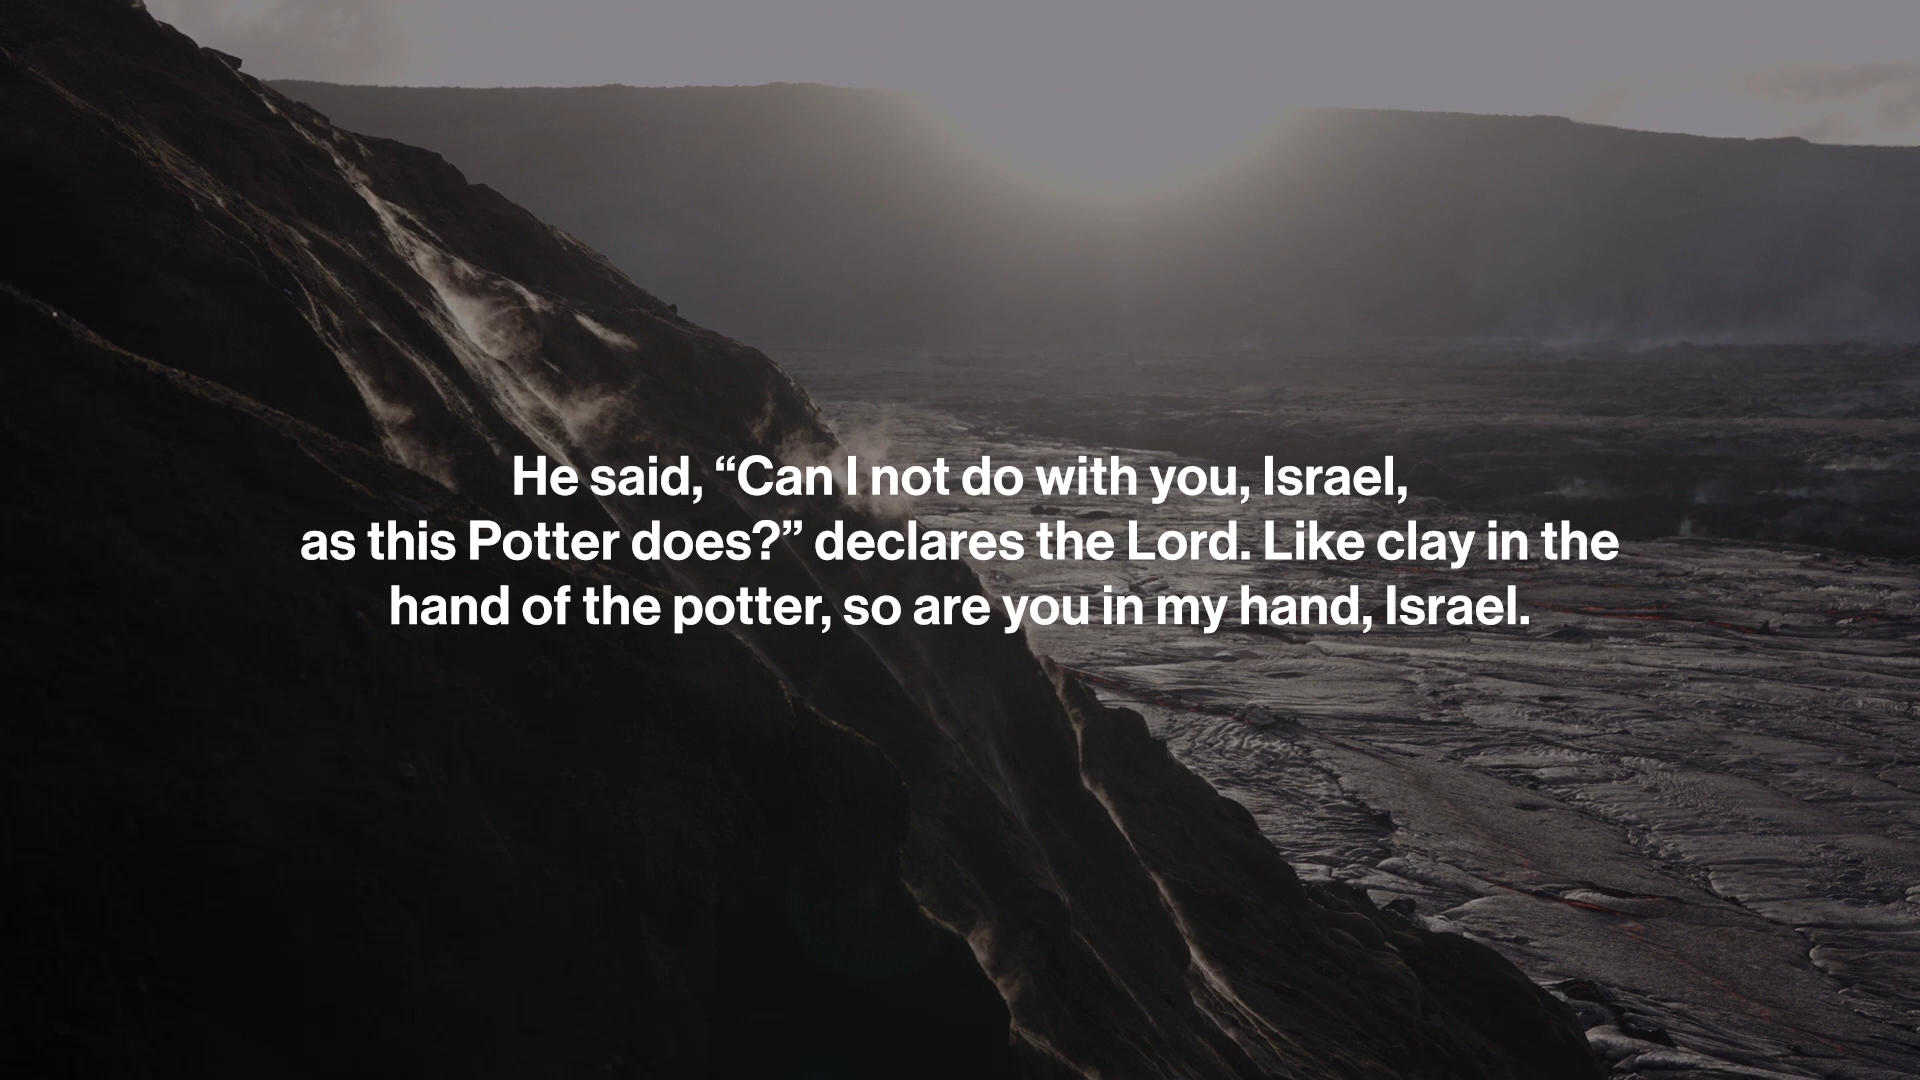 He said, “Can I not do with you, Israel,
as this Potter does?” declares the Lord. Like clay in the
hand of the potter, so are you in my hand, Israel.